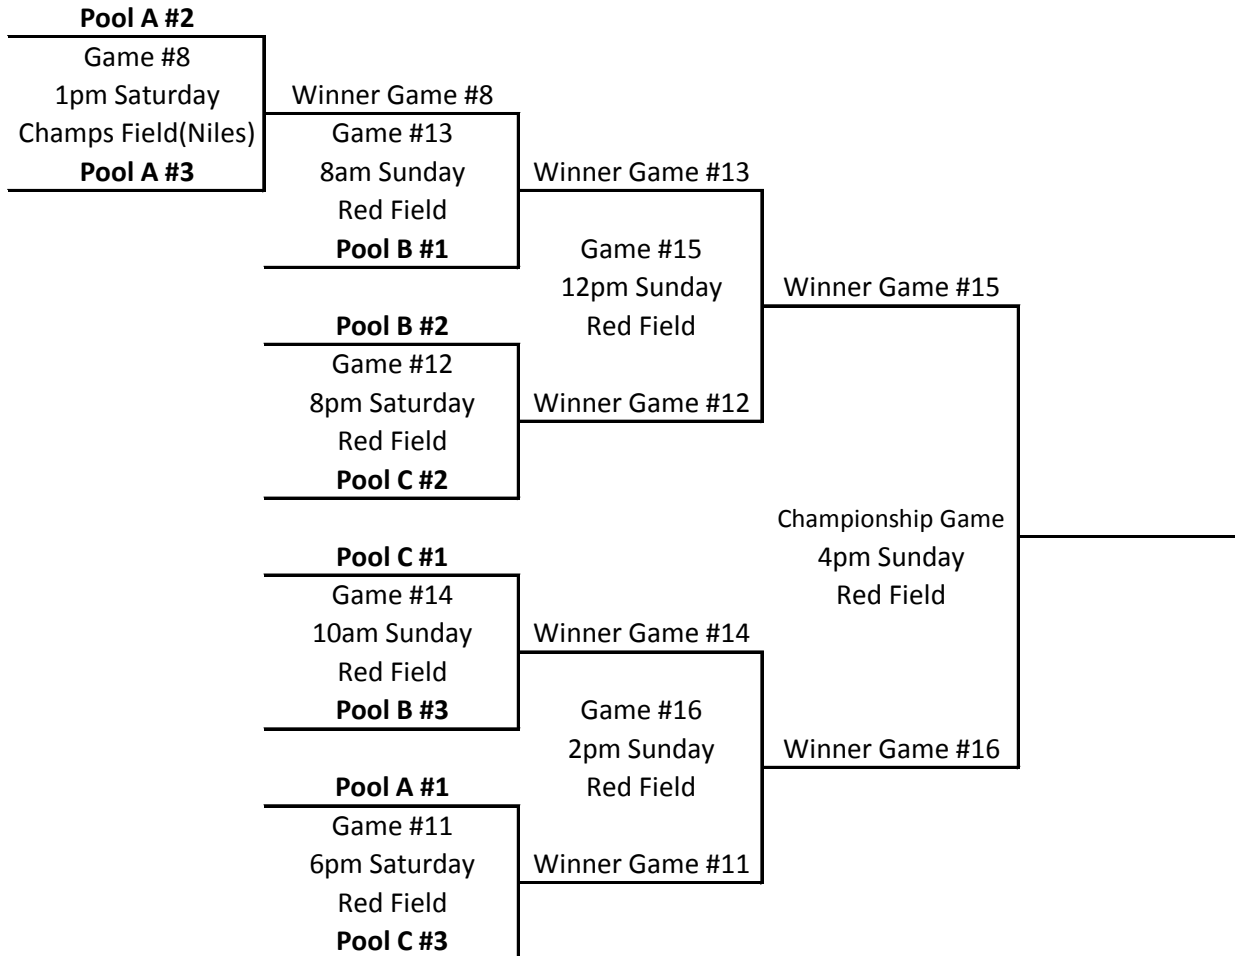 Pool A #2
Game #8
1pm Saturday
Champs Field(Niles)
Pool A #3
Winner Game #8
Game #13
8am Sunday
Red Field
Pool B #1
Pool B #2
Game #12
8pm Saturday
Red Field
Pool C #2
Pool C #1
Game #14
10am Sunday
Red Field
Pool B #3
Pool A #1
Game #11
6pm Saturday
Red Field
Pool C #3
Winner Game #13
Game #15
12pm Sunday
Red Field
Winner Game #12
Winner Game #14
Game #16
2pm Sunday
Red Field
Winner Game #11
Winner Game #15
Championship Game
4pm Sunday
Red Field
Winner Game #16